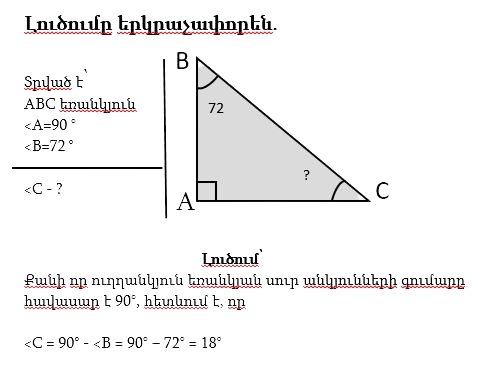 Լուծումը երկրաչափորեն.
Տրված է՝
ABC եռանկյուն
<A=90 °
<B=72 °
<C - ?
B
72
?
A
C
Լուծում՝
Քանի որ ուղղանկյուն եռանկյան սուր անկյունների գումարը
հավասար է 90°, հետևում է, որ
<C = 90° - <B = 90° – 72° = 18°